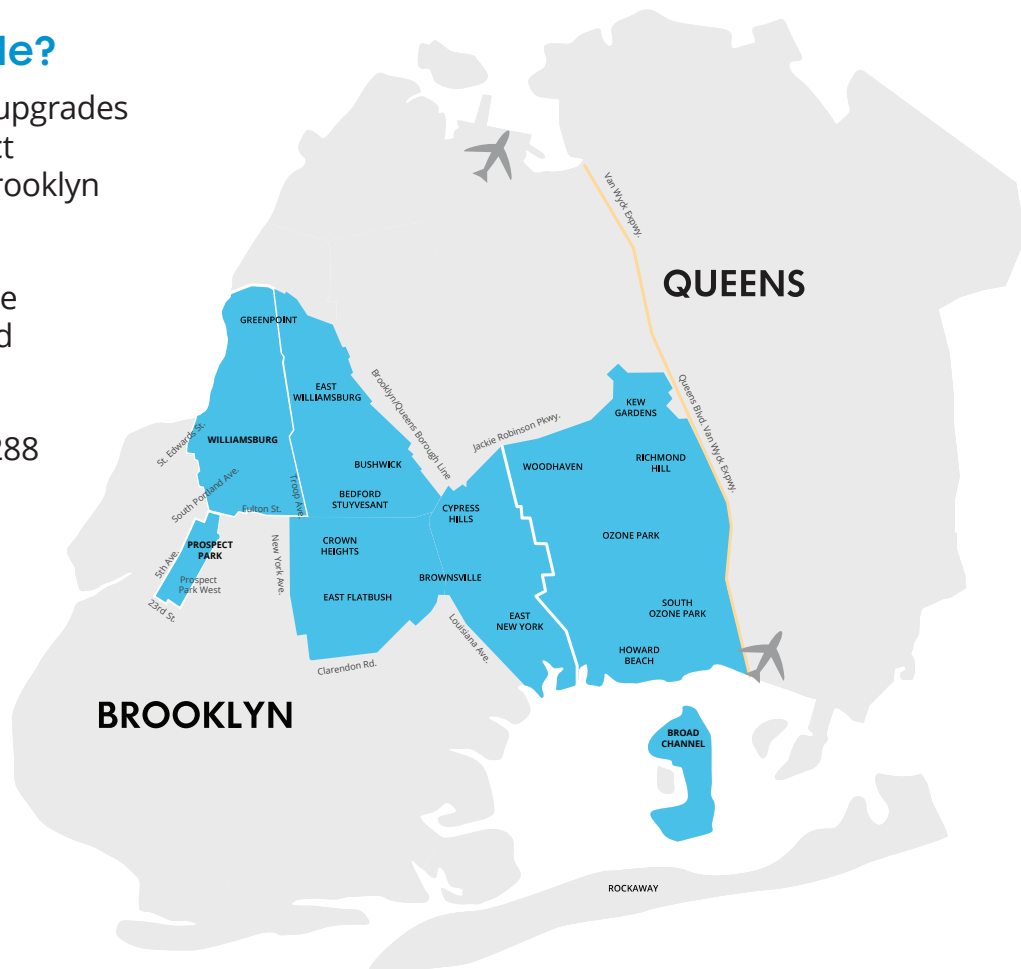 le?
upgrades
ct
rooklyn
e
d
288
Van Wyck Expwy.
QUEENS
GREENPOINT
EAST
WILLIAMSBURG
Brooklyn/Queens Borough Line
Queens Blvd. Van Wyck Expwy.
KEW
GARDENS
Jackie Robinson Pkwy.
St. Edwards St.
WILLIAMSBURG
BUSHWICK
WOODHAVEN
RICHMOND
HILL
South Portland Ave.
Troop Ave.
BEDFORD
STUYVESANT
Fulton St.
CYPRESS
HILLS
OZONE PARK
5th Ave.
PROSPECT
PARK
New York Ave.
CROWN
HEIGHTS
Prospect
Park West
BROWNSVILLE
23rd St.
EAST FLATBUSH
EAST
NEW YORK
SOUTH
OZONE PARK
Louisiana Ave.
Clarendon Rd.
HOWARD
BEACH
BROOKLYN
BROAD
CHANNEL
ROCKAWAY